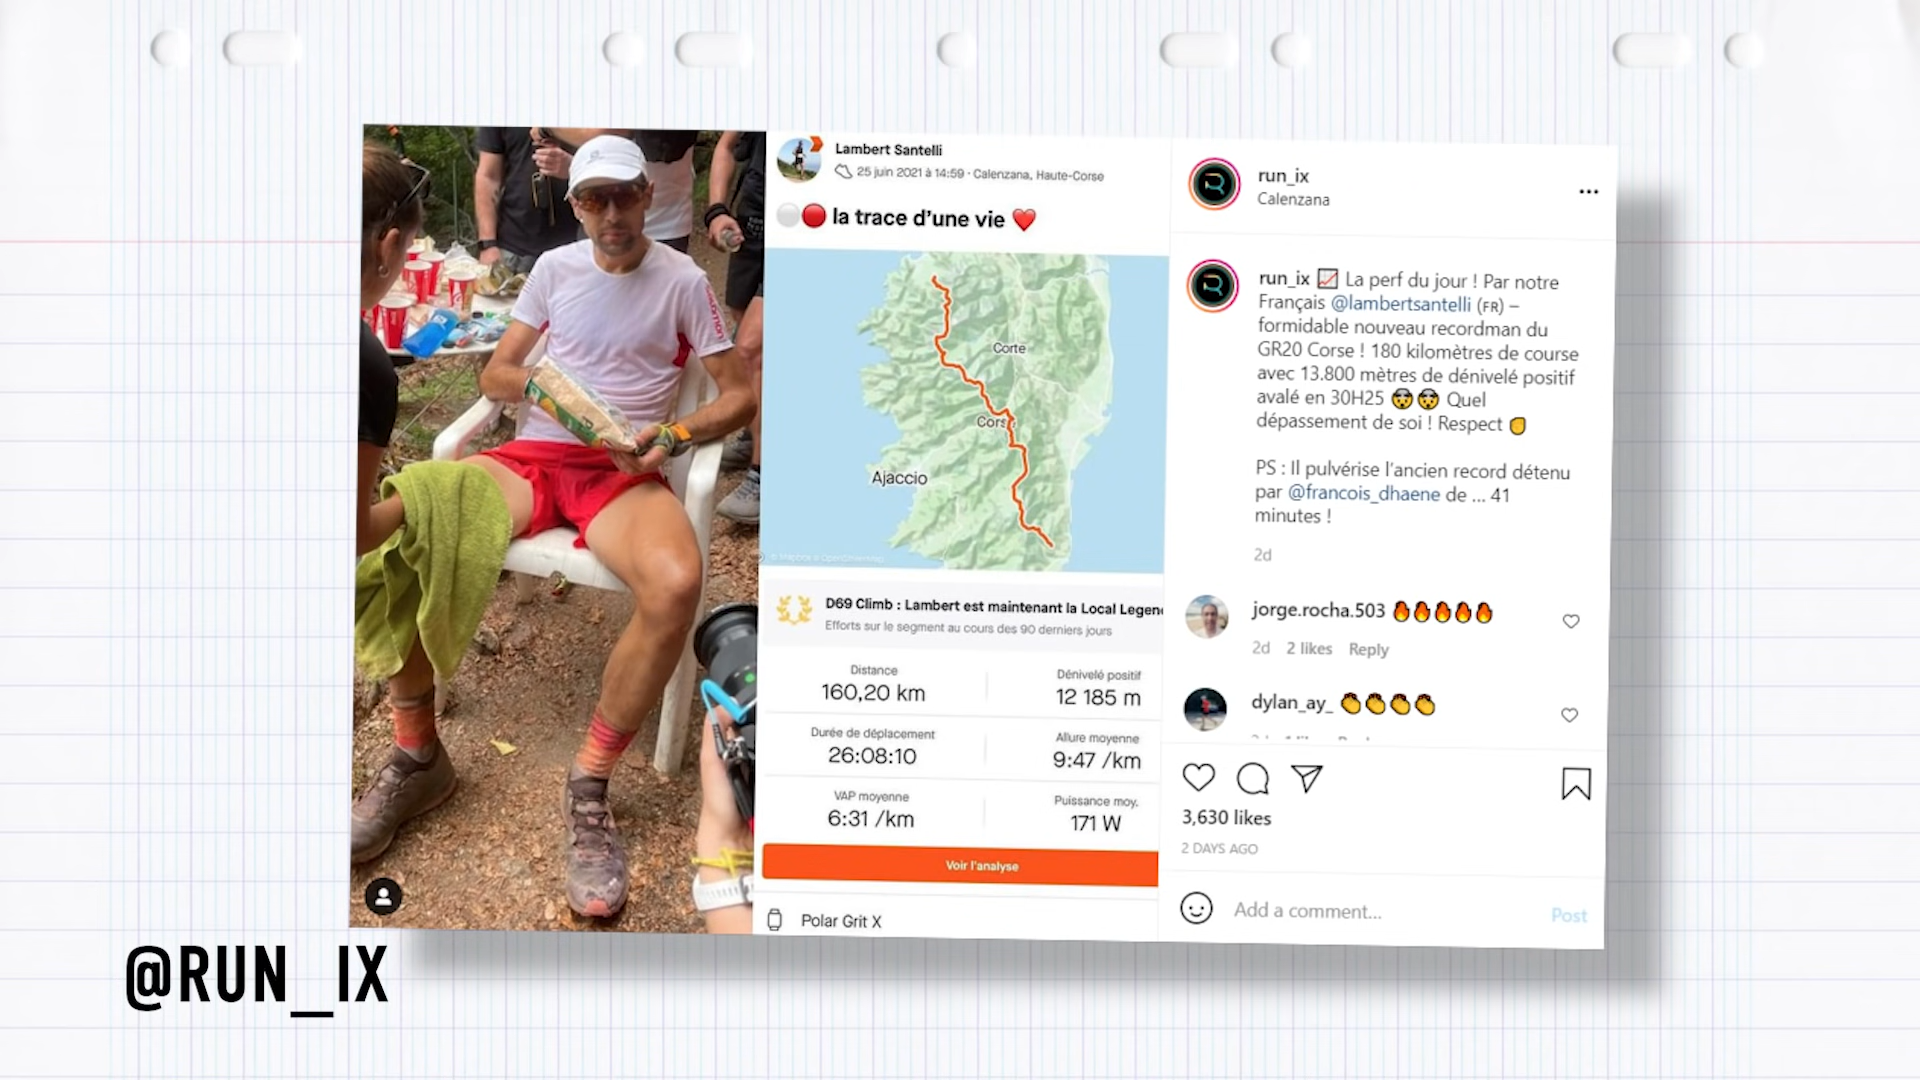 Lambert Santelli
25 juin 2021 à 14:59 · Calenzana, Haute-Corse
la trace d'une vie
Corte
Corse
Ajaccio
D69 Climb : Lambert est maintenant la Local Legen
Efforts sur le segment au cours des 90 derniers jours
Distance
160,20 km
Dénivelé positif
12 185 m
Durée de déplacement
26:08:10
Allure moyenne
9:47 /km
VAP moyenne
6:31 /km
Puissance moy.
171 W
Voir l'analyse
Polar Grit X
salomon
run_ix
Calenzana
run_ix 📈 La perf du jour ! Par notre
Français @lambertsantelli (FR) –
formidable nouveau recordman du
GR20 Corse ! 180 kilomètres de course
avec 13.800 mètres de dénivelé positif
avalé en 30H25 🤯🤯 Quel
dépassement de soi ! Respect ✊
PS : Il pulvérise l'ancien record détenu
par @francois_dhaene de ... 41
minutes !
2d
jorge.rocha.503 🔥🔥🔥🔥🔥
2d 2 likes Reply
dylan_ay_ 👏👏👏👏
3,630 likes
2 DAYS AGO
Add a comment...
Post
@RUN_IX